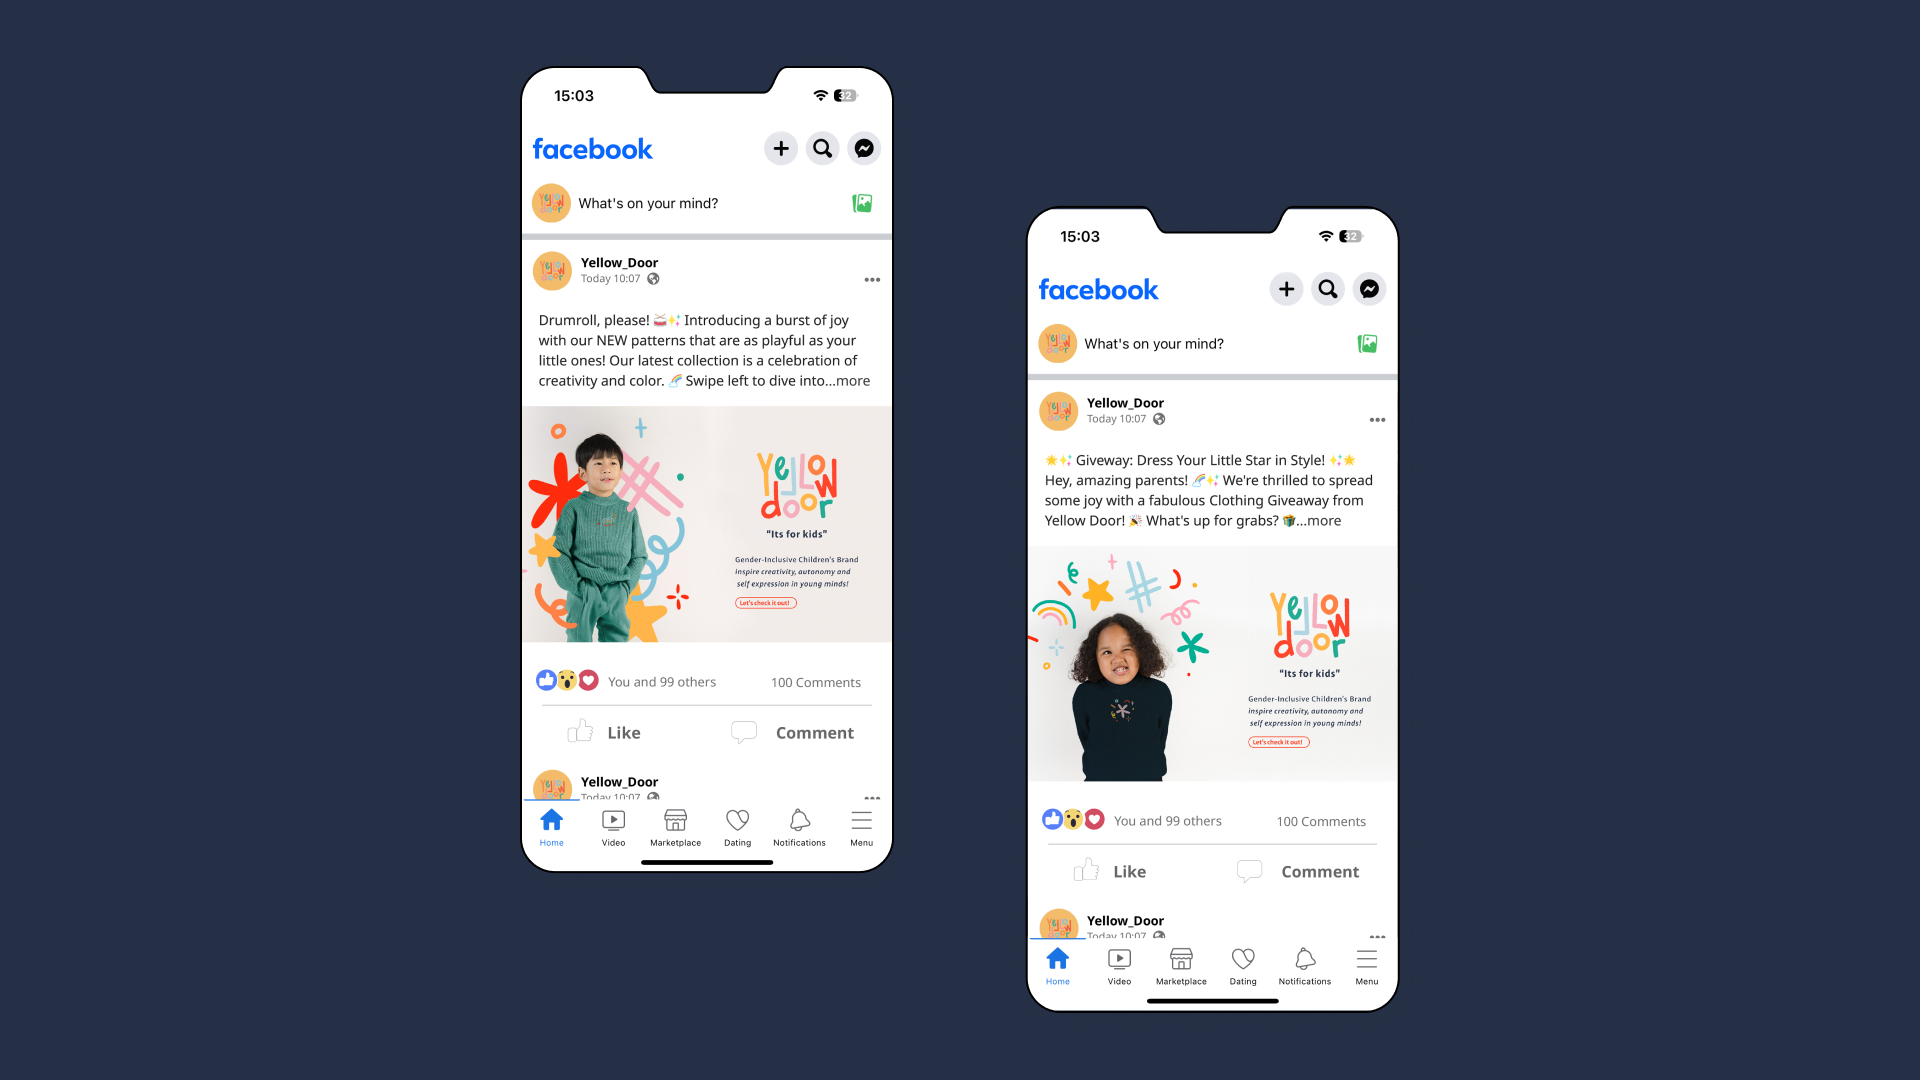 15:03
32
facebook
Yellow door
What's on your mind?
Yellow door
Yellow_Door
Today 10:07
Drumroll, please! 🥁✨ Introducing a burst of joy
with our NEW patterns that are as playful as your
little ones! Our latest collection is a celebration of
creativity and color. 🌈 Swipe left to dive into...more
Yellow
door
"Its for kids"
Gender-Inclusive Children's Brand
inspire creativity, autonomy and
self expression in young minds!
Let's check it out!
You and 99 others
100 Comments
Like
Comment
Yellow_Door
Today 10:07
Home
Video
Marketplace
Dating
Notifications
Menu
15:03
32
facebook
Yellow door
What's on your mind?
Yellow door
Yellow_Door
Today 10:07
🌟✨ Giveway: Dress Your Little Star in Style! ✨🌟
Hey, amazing parents! 🌈✨ We're thrilled to spread
some joy with a fabulous Clothing Giveaway from
Yellow Door! 🎉 What's up for grabs? 🎁...more
Yellow
door
"Its for kids"
Gender-Inclusive Children's Brand
inspire creativity, autonomy and
self expression in young minds!
Let's check it out!
You and 99 others
100 Comments
Like
Comment
Yellow_Door
Today 10:07
Home
Video
Marketplace
Dating
Notifications
Menu